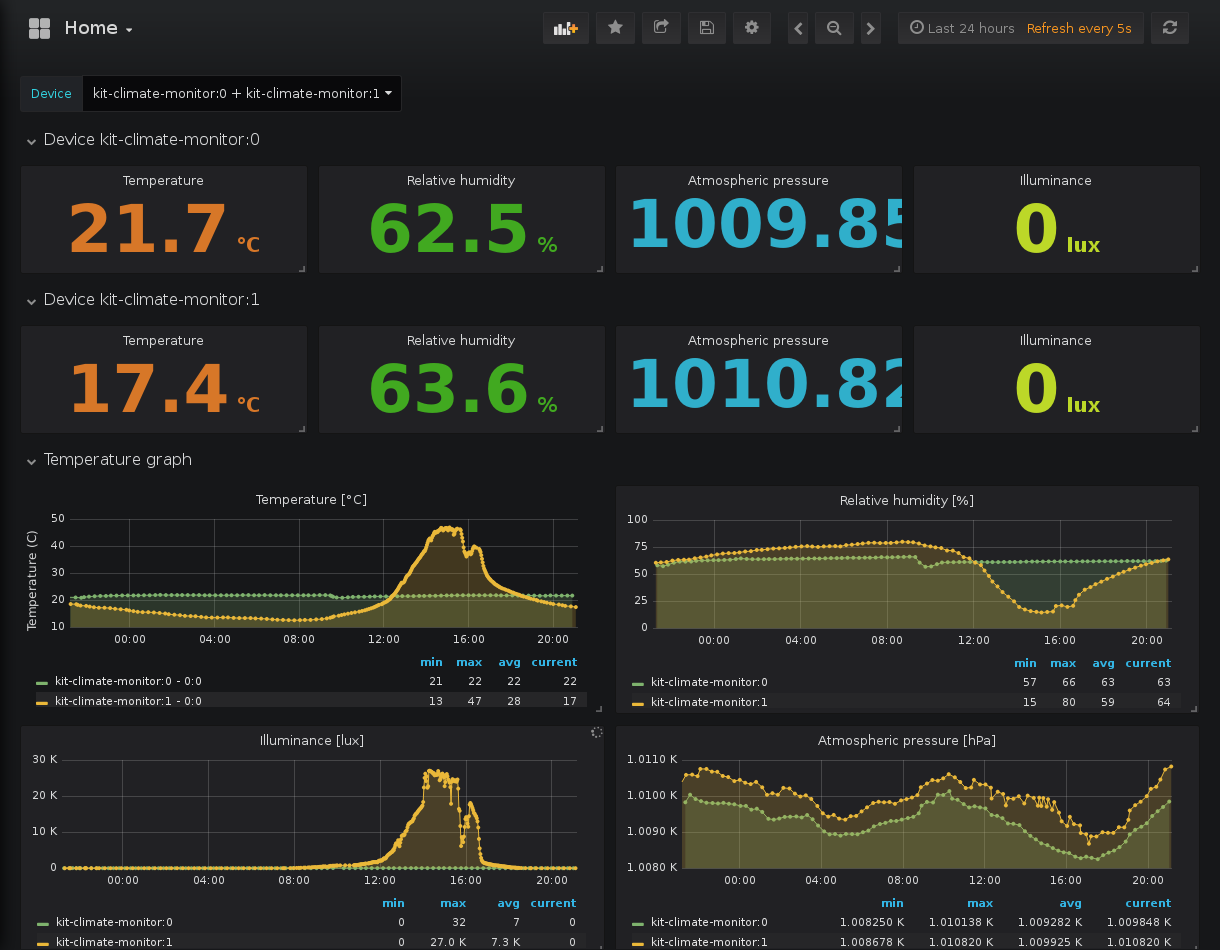 Home
Last 24 hours Refresh every 5s
Device kit-climate-monitor:0 + kit-climate-monitor:1
Device kit-climate-monitor:0
Temperature Relative humidity Atmospheric pressure Illuminance
21.7 °C 62.5 % 1009.85 0 lux
Device kit-climate-monitor:1
Temperature Relative humidity Atmospheric pressure Illuminance
17.4 °C 63.6 % 1010.82 0 lux
Temperature graph
Temperature [°C]
Temperature (C)
50
40
30
20
10
00:00 04:00 08:00 12:00 16:00 20:00
min max avg current
kit-climate-monitor:0 - 0:0 21 22 22 22
kit-climate-monitor:1 - 0:0 13 47 28 17
Relative humidity [%]
100
75
50
25
0
00:00 04:00 08:00 12:00 16:00 20:00
min max avg current
kit-climate-monitor:0 57 66 63 63
kit-climate-monitor:1 15 80 59 64
Illuminance [lux]
30 K
20 K
10 K
0
00:00 04:00 08:00 12:00 16:00 20:00
min max avg current
kit-climate-monitor:0 0 32 7 0
kit-climate-monitor:1 0 27.0 K 7.3 K 0
Atmospheric pressure [hPa]
1.0110 K
1.0100 K
1.0090 K
1.0080 K
00:00 04:00 08:00 12:00 16:00 20:00
min max avg current
kit-climate-monitor:0 1.008250 K 1.010138 K 1.009282 K 1.009848 K
kit-climate-monitor:1 1.008678 K 1.010820 K 1.009925 K 1.010820 K